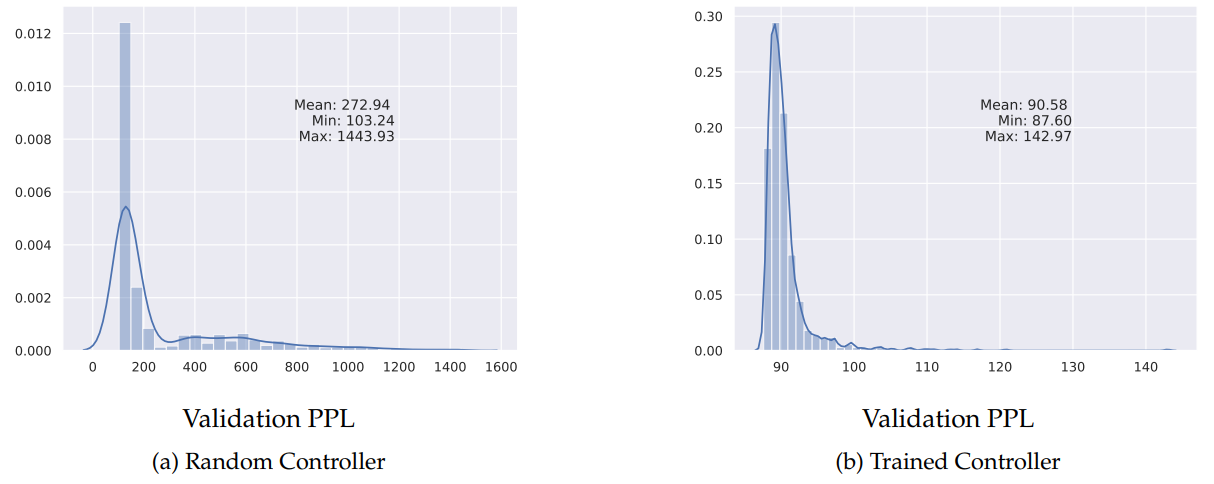 0.012
0.010
0.008
0.006
0.004
0.002
0.000
Mean: 272.94
Min: 103.24
Max: 1443.93
0 200 400 600 800 1000 1200 1400 1600
Validation PPL
(a) Random Controller
0.30
0.25
0.20
0.15
0.10
0.05
0.00
Mean: 90.58
Min: 87.60
Max: 142.97
90 100 110 120 130 140
Validation PPL
(b) Trained Controller